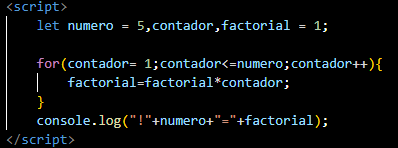 <script>
let numero = 5,contador,factorial = 1;
for(contador= 1;contador<=numero;contador++){
factorial=factorial*contador;
}
console.log("!"+numero+"="+factorial);
</script>